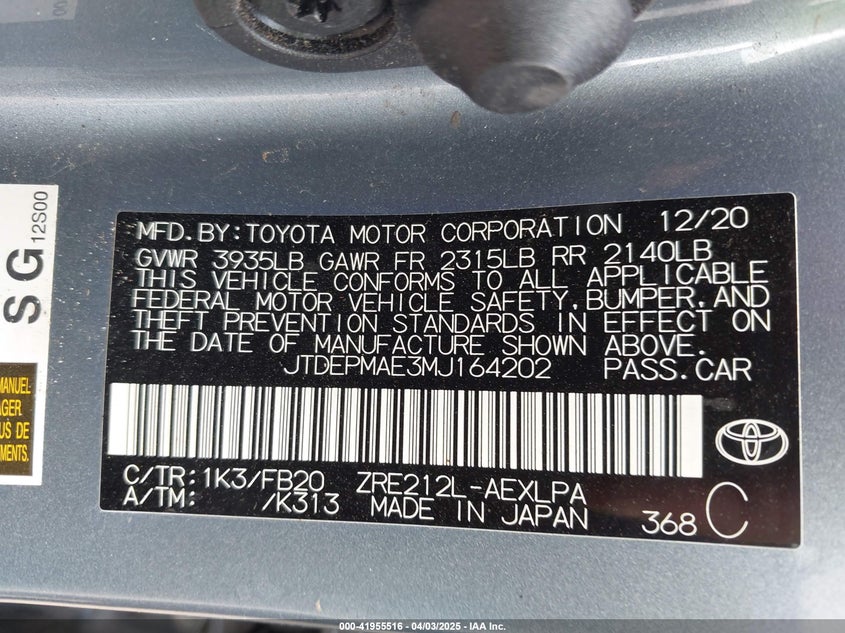 MFD.BY:TOYOTA MOTOR CORPORATION 12/20
GVWR 3935LB GAWR FR 2315LB RR 2140LB
THIS VEHICLE CONFORMS TO ALL APPLICABLE
FEDERAL MOTOR VEHICLE SAFETY,BUMPER,AND
THEFT PREVENTION STANDARDS IN EFFECT ON
THE DATE OF MANUFACTURE SHOWN ABOVE.
JTDEPMAE3MJ164202 PASS.CAR
C/TR:1K3/FB20 ZRE212L-AEXLPA
A/TM: /K313 MADE IN JAPAN 368 C
SG
12S00
MANUEL
AGER
US DE
MENTS.
000-41955516 - 04/03/2025 - IAA Inc.